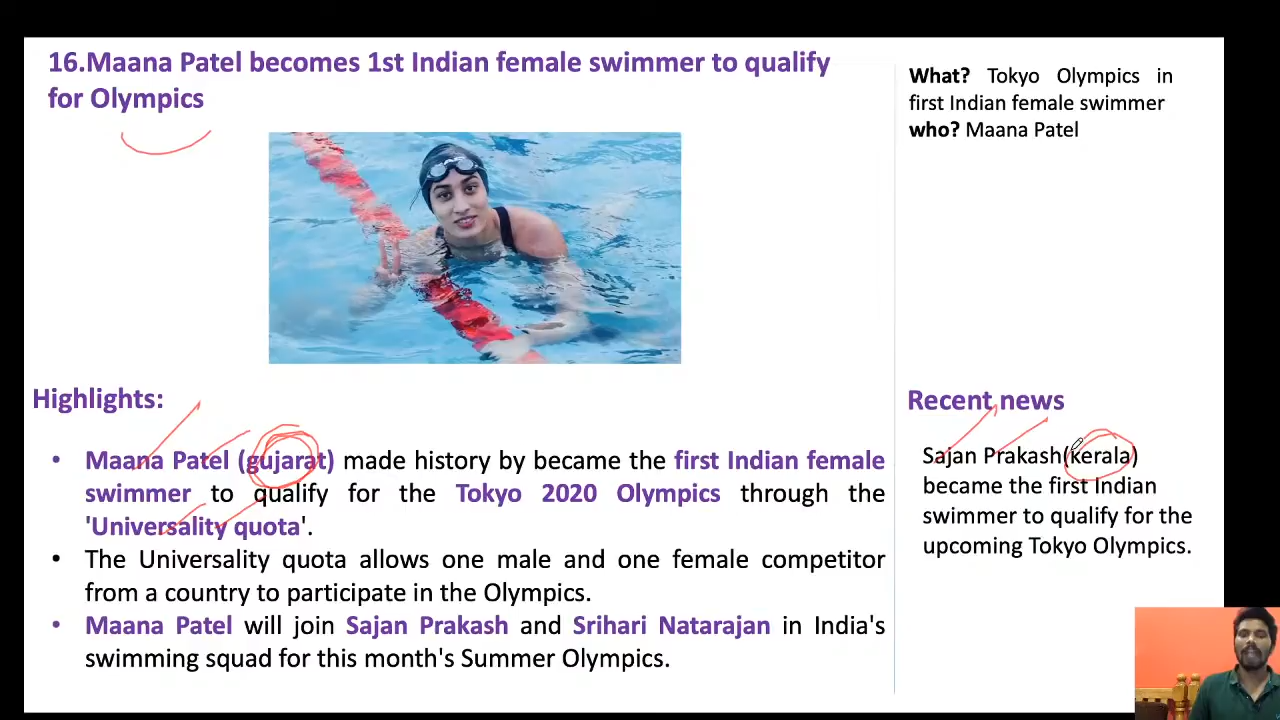 16.Maana Patel becomes 1st Indian female swimmer to qualify
for Olympics
Highlights:
• Maana Patel (gujarat) made history by became the first Indian female
swimmer to qualify for the Tokyo 2020 Olympics through the
'Universality quota'.
• The Universality quota allows one male and one female competitor
from a country to participate in the Olympics.
• Maana Patel will join Sajan Prakash and Srihari Natarajan in India's
swimming squad for this month's Summer Olympics.
What? Tokyo Olympics in
first Indian female swimmer
who? Maana Patel
Recent news
Sajan Prakash(kerala)
became the first Indian
swimmer to qualify for the
upcoming Tokyo Olympics.